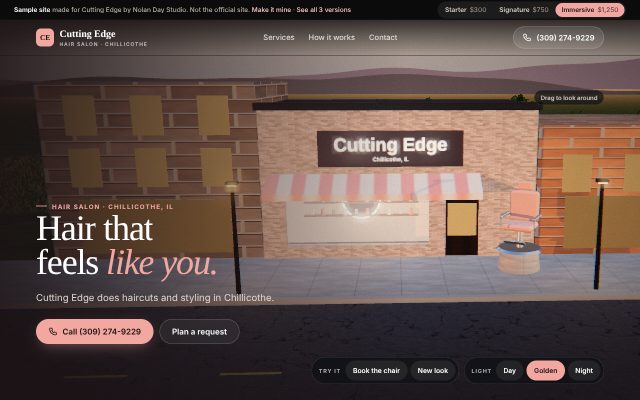 Sample site made for Cutting Edge by Nolan Day Studio. Not the official site. Make it mine · See all 3 versions
Starter $300 Signature $750 Immersive $1,250
CE Cutting Edge
HAIR SALON · CHILLICOTHE
Services How it works Contact
(309) 274-9229
Drag to look around
Cutting Edge
Chillicothe, IL
HAIR SALON · CHILLICOTHE, IL
Hair that
feels like you.
Cutting Edge does haircuts and styling in Chillicothe.
Call (309) 274-9229 Plan a request
TRY IT Book the chair New look
LIGHT Day Golden Night